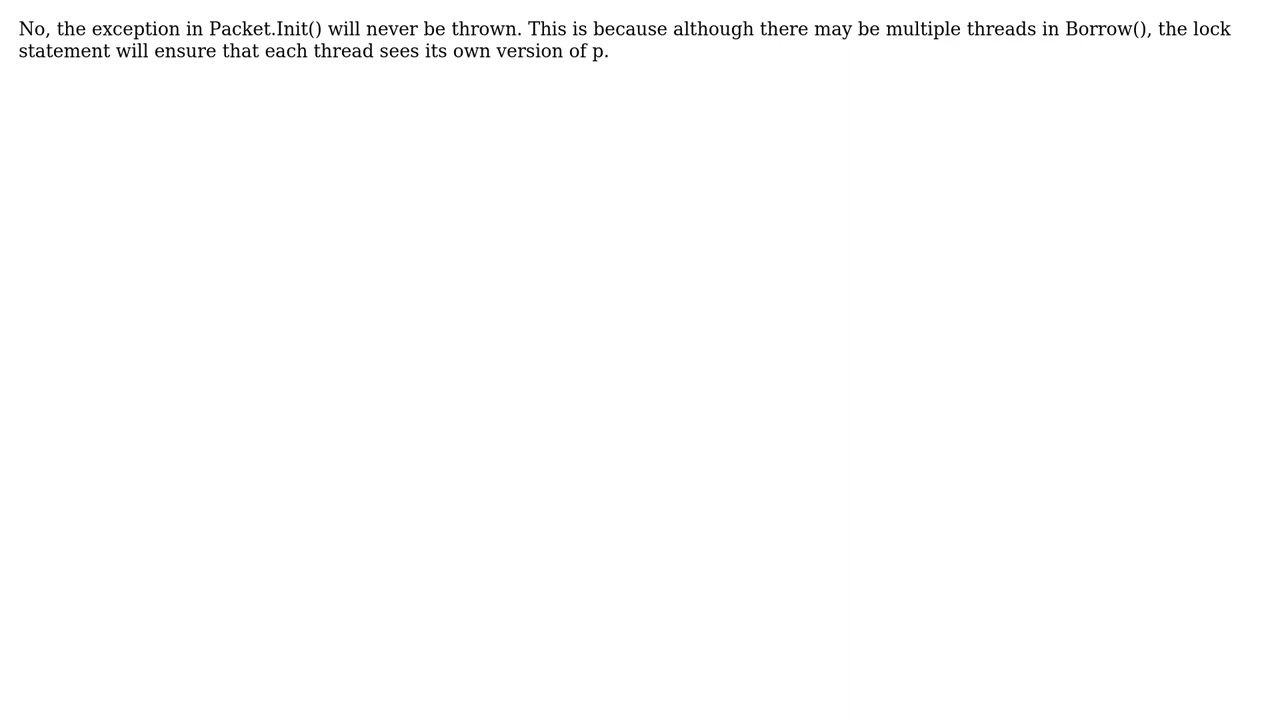 No, the exception in Packet.Init() will never be thrown. This is because although there may be multiple threads in Borrow(), the lock
statement will ensure that each thread sees its own version of p.